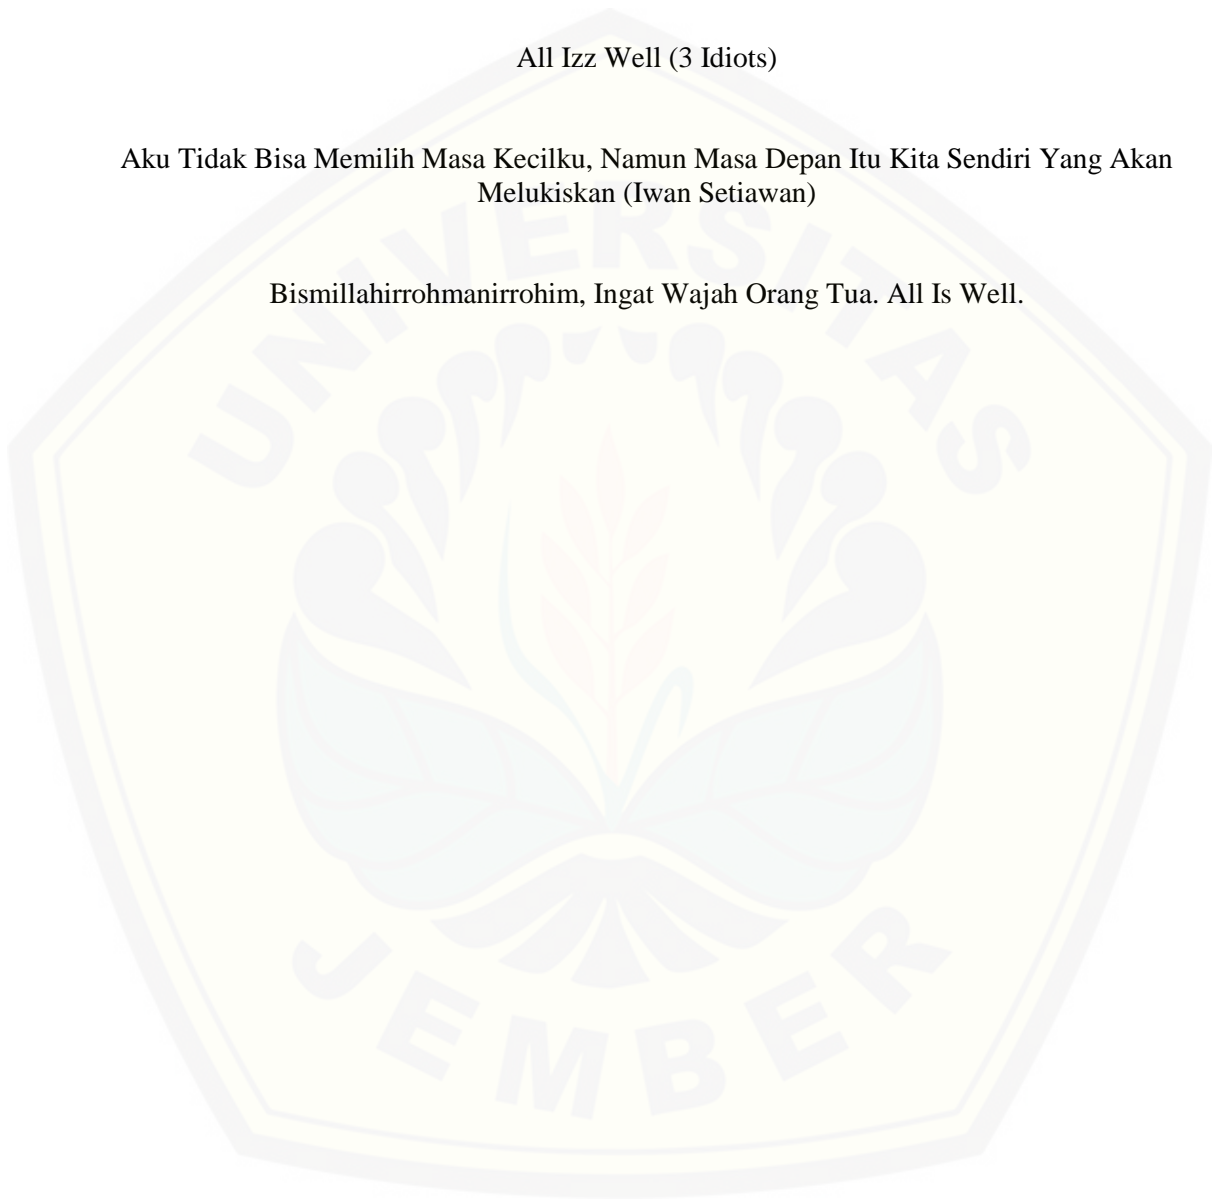 All Izz Well (3 Idiots)
Aku Tidak Bisa Memilih Masa Kecilku, Namun Masa Depan Itu Kita Sendiri Yang Akan
Melukiskan (Iwan Setiawan)
Bismillahirrohmanirrohim, Ingat Wajah Orang Tua. All Is Well.
UNIVERSITAS
JEMBER